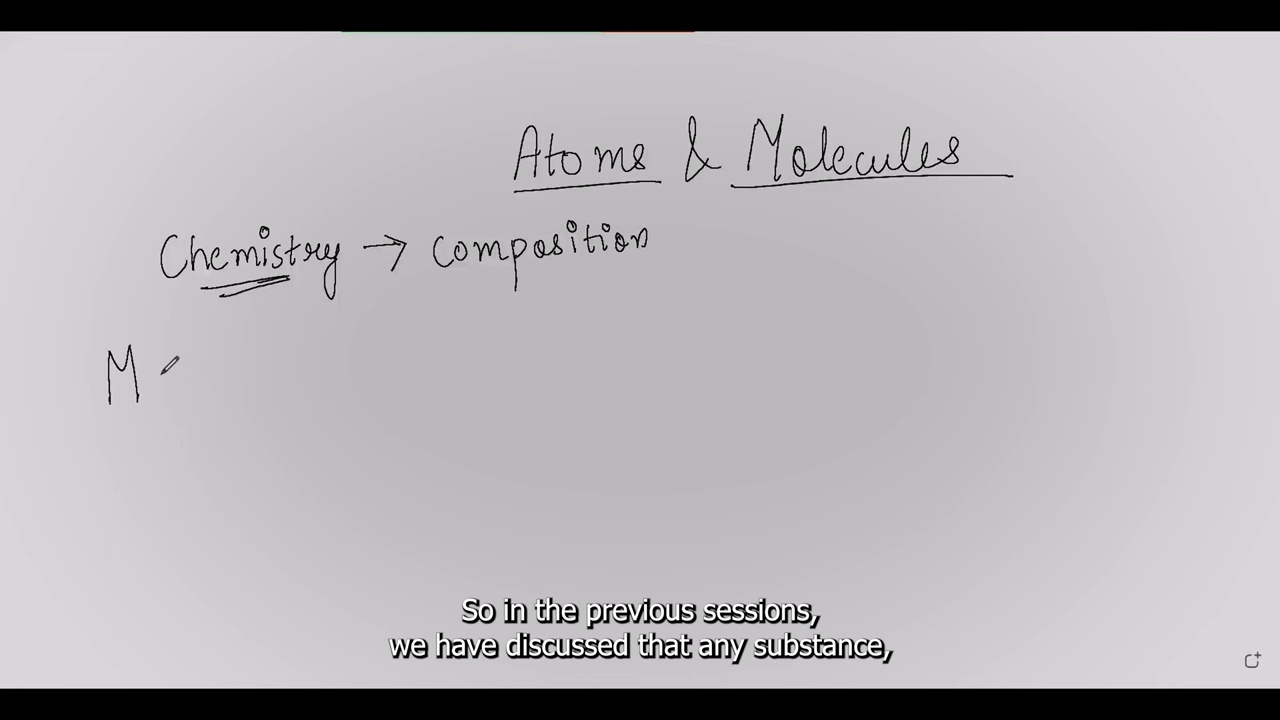 Atoms & Molecules
Chemistry → Composition
M
So in the previous sessions,
we have discussed that any substance,